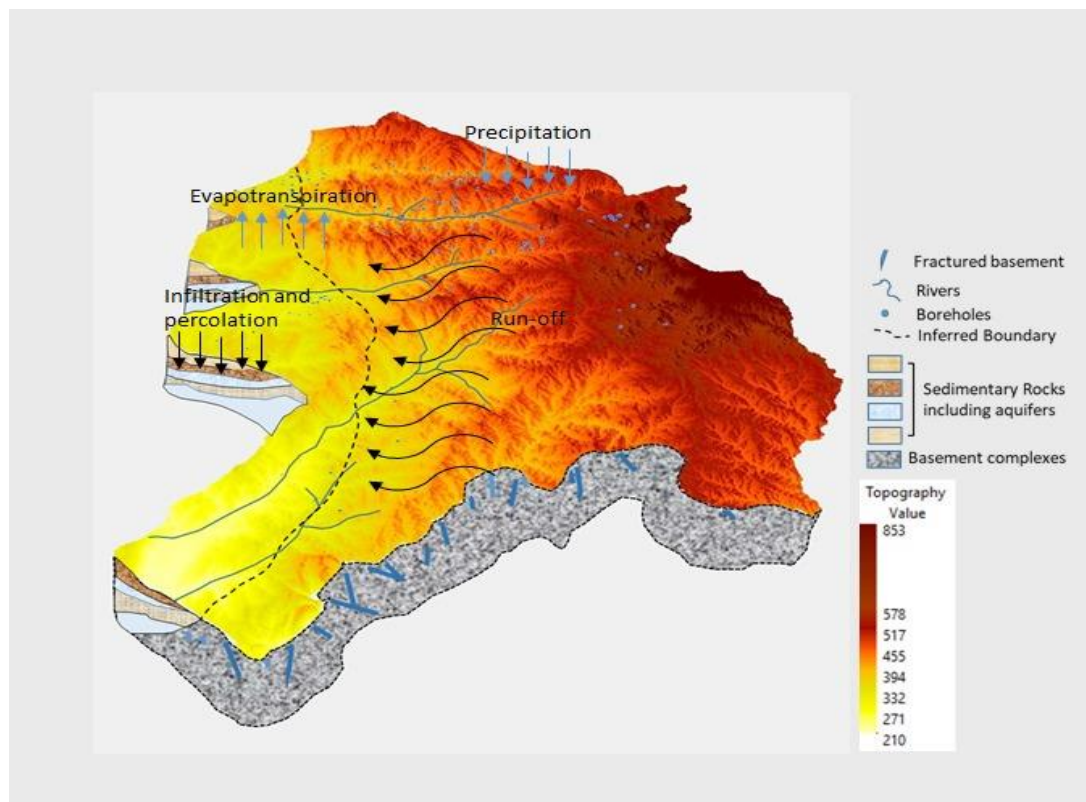 Precipitation
Evapotranspiration
Infiltration and
percolation
Run-off
Fractured basement
Rivers
Boreholes
Inferred Boundary
Sedimentary Rocks
including aquifers
Basement complexes
Topography
Value
853
578
517
455
394
332
271
210